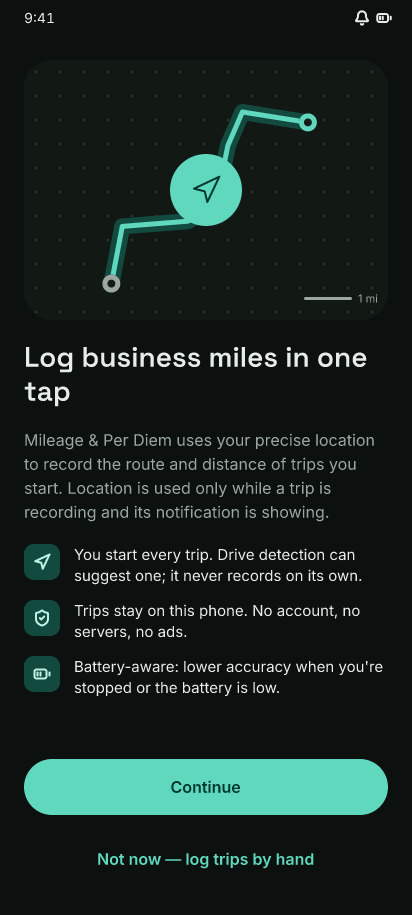 9:41
1 mi
Log business miles in one
tap
Mileage & Per Diem uses your precise location
to record the route and distance of trips you
start. Location is used only while a trip is
recording and its notification is showing.
You start every trip. Drive detection can
suggest one; it never records on its own.
Trips stay on this phone. No account, no
servers, no ads.
Battery-aware: lower accuracy when you're
stopped or the battery is low.
Continue
Not now — log trips by hand